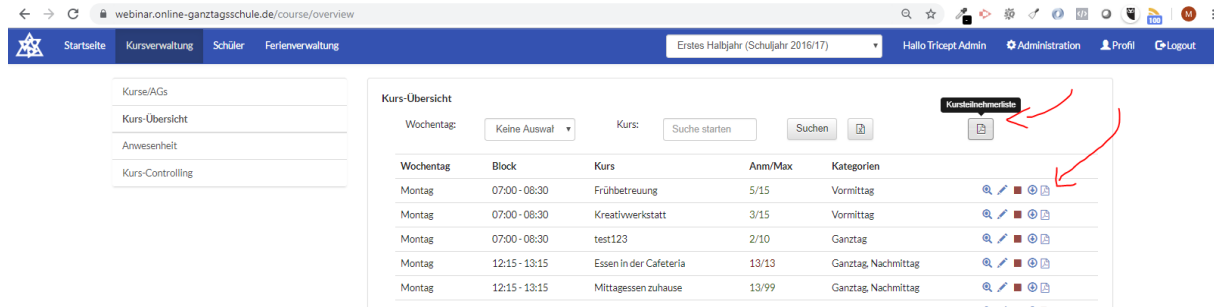 webinar.online-ganztagsschule.de/course/overview
100
M
Startseite Kursverwaltung Schüler Ferienverwaltung Erstes Halbjahr (Schuljahr 2016/17) Hallo Tricept Admin Administration Profil Logout
Kurse/AGs
Kurs-Übersicht
Anwesenheit
Kurs-Controlling
Kurs-Übersicht
Kursteilnehmerliste
Wochentag: Keine Auswahl Kurs: Suche starten Suchen
Wochentag Block Kurs Anm/Max Kategorien
Montag 07:00 - 08:30 Frühbetreuung 5/15 Vormittag
Montag 07:00 - 08:30 Kreativwerkstatt 3/15 Vormittag
Montag 07:00 - 08:30 test123 2/10 Ganztag
Montag 12:15 - 13:15 Essen in der Cafeteria 13/13 Ganztag, Nachmittag
Montag 12:15 - 13:15 Mittagessen zuhause 13/99 Ganztag, Nachmittag